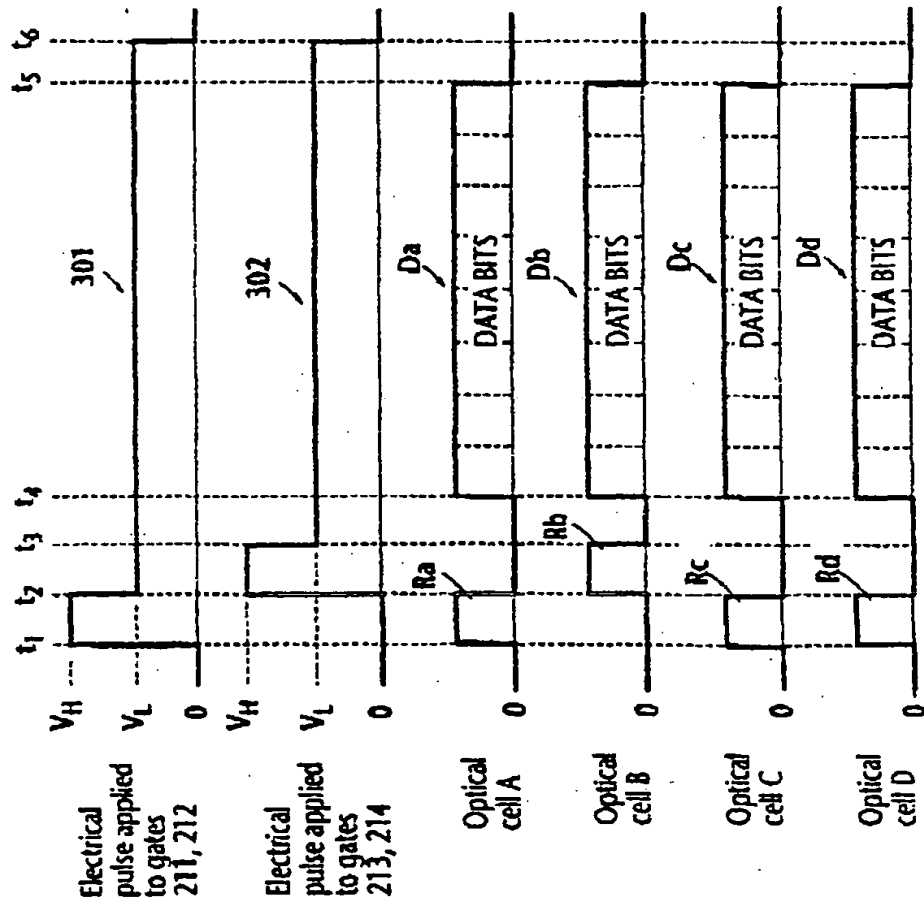 t1 t2 t3 t4 t5 t6
Electrical
pulse applied
to gates
211, 212
VH
VL
0
301
Electrical
pulse applied
to gates
213, 214
VH
VL
0
302
Optical
cell A
0
Ra
Da
DATA BITS
Optical
cell B
0
Rb
Db
DATA BITS
Optical
cell C
0
Rc
Dc
DATA BITS
Optical
cell D
0
Rd
Dd
DATA BITS